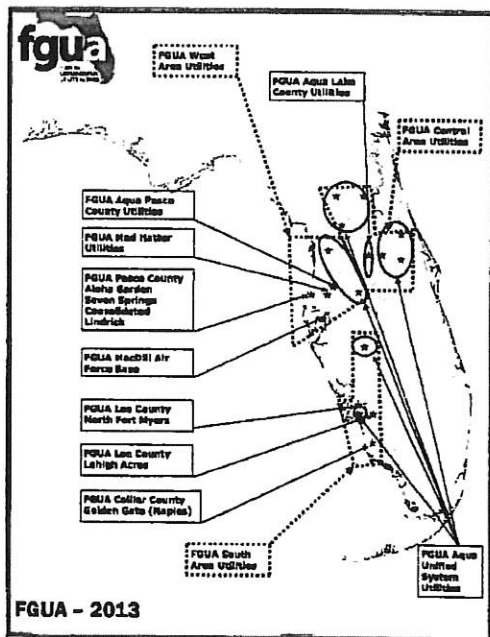 fgua
FGUA West
Area Utilities
FGUA Aqua Lake
County Utilities
FGUA Central
Area Utilities
FGUA Aqua Pasco
County Utilities
FGUA Mad Hatter
Utilities
FGUA Pasco County
Aloha Garden
Seven Springs
Consolidated
Lindrick
FGUA MacDill Air
Force Base
FGUA Lee County
North Fort Myers
FGUA Lee County
Lehigh Acres
FGUA Collier County
Golden Gate (Naples)
FGUA South
Area Utilities
FGUA Aqua
Unified
System
Utilities
FGUA – 2013